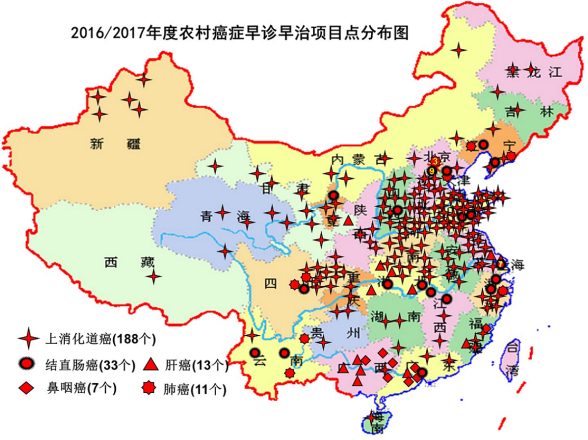 2016/2017年度农村癌症早诊早治项目点分布图
黑龙江
吉林
新疆
内蒙古
北京
宁
津
甘肃
青海
陕
西藏
四
重
庆
上海
湖南
江
西
贵州
福
建
云南
广东
西
台
湾
海
南
上消化道癌(188个)
结直肠癌(33个)
肝癌(13个)
鼻咽癌(7个)
肺癌(11个)